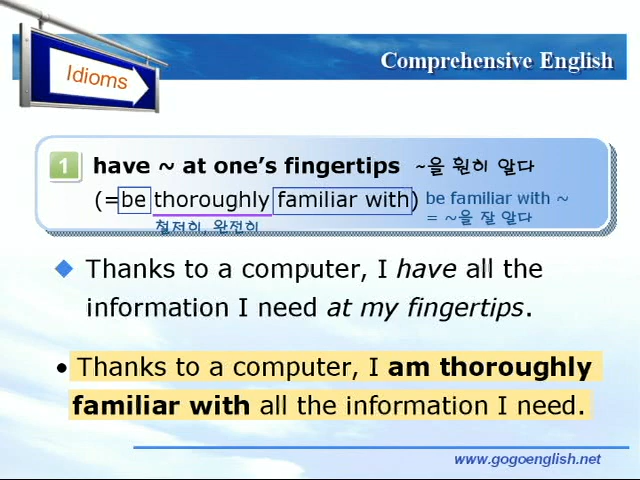 Idioms
Comprehensive English
1 have ~ at one's fingertips ~을 훤히 알다
(=be thoroughly familiar with) be familiar with ~
철저히, 완전히 = ~을 잘 알다
Thanks to a computer, I have all the
information I need at my fingertips.
• Thanks to a computer, I am thoroughly
familiar with all the information I need.
www.gogoenglish.net